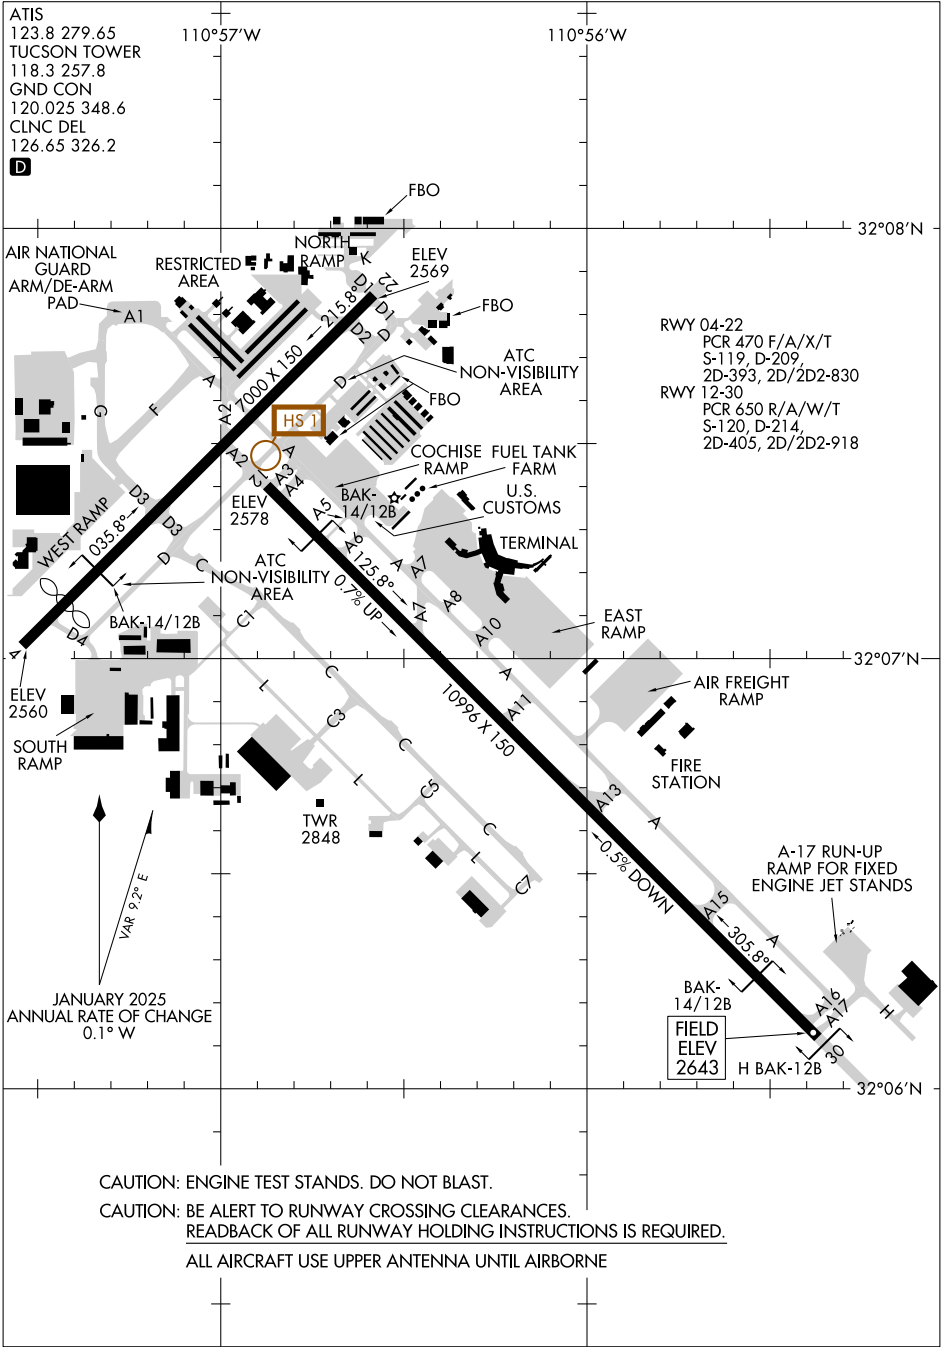 ATIS
123.8 279.65
TUCSON TOWER
118.3 257.8
GND CON
120.025 348.6
CLNC DEL
126.65 326.2
D
110°57'W
110°56'W
FBO
32°08'N
AIR NATIONAL
GUARD
ARM/DE-ARM
PAD
A1
RESTRICTED
AREA
NORTH
RAMP
K
ELEV
2569
D1
22
D1
D2
D
FBO
215.8°
7000 X 150
RWY 04-22
PCR 470 F/A/X/T
S-119, D-209,
2D-393, 2D/2D2-830
RWY 12-30
PCR 650 R/A/W/T
S-120, D-214,
2D-405, 2D/2D2-918
ATC
NON-VISIBILITY
AREA
D
FBO
A
G
F
A2
HS 1
A2
A
A3
A4
12
ELEV
2578
COCHISE
RAMP
FUEL TANK
FARM
BAK-
14/12B
U.S.
CUSTOMS
TERMINAL
A5
A6
A
A7
A7
A8
A10
125.8°
0.7% UP
D3
D3
WEST RAMP
035.8°
D
C
ATC
NON-VISIBILITY
AREA
BAK-14/12B
C1
D4
4
ELEV
2560
SOUTH
RAMP
EAST
RAMP
32°07'N
AIR FREIGHT
RAMP
FIRE
STATION
A
A11
10996 X 150
L
C
C3
C
L
C5
C
L
C7
TWR
2848
A13
A
0.5% DOWN
A-17 RUN-UP
RAMP FOR FIXED
ENGINE JET STANDS
A15
A
305.8°
VAR 9.2° E
JANUARY 2025
ANNUAL RATE OF CHANGE
0.1° W
BAK-
14/12B
A16
A17
H
FIELD
ELEV
2643
30
H BAK-12B
32°06'N
CAUTION: ENGINE TEST STANDS. DO NOT BLAST.
CAUTION: BE ALERT TO RUNWAY CROSSING CLEARANCES.
READBACK OF ALL RUNWAY HOLDING INSTRUCTIONS IS REQUIRED.
ALL AIRCRAFT USE UPPER ANTENNA UNTIL AIRBORNE